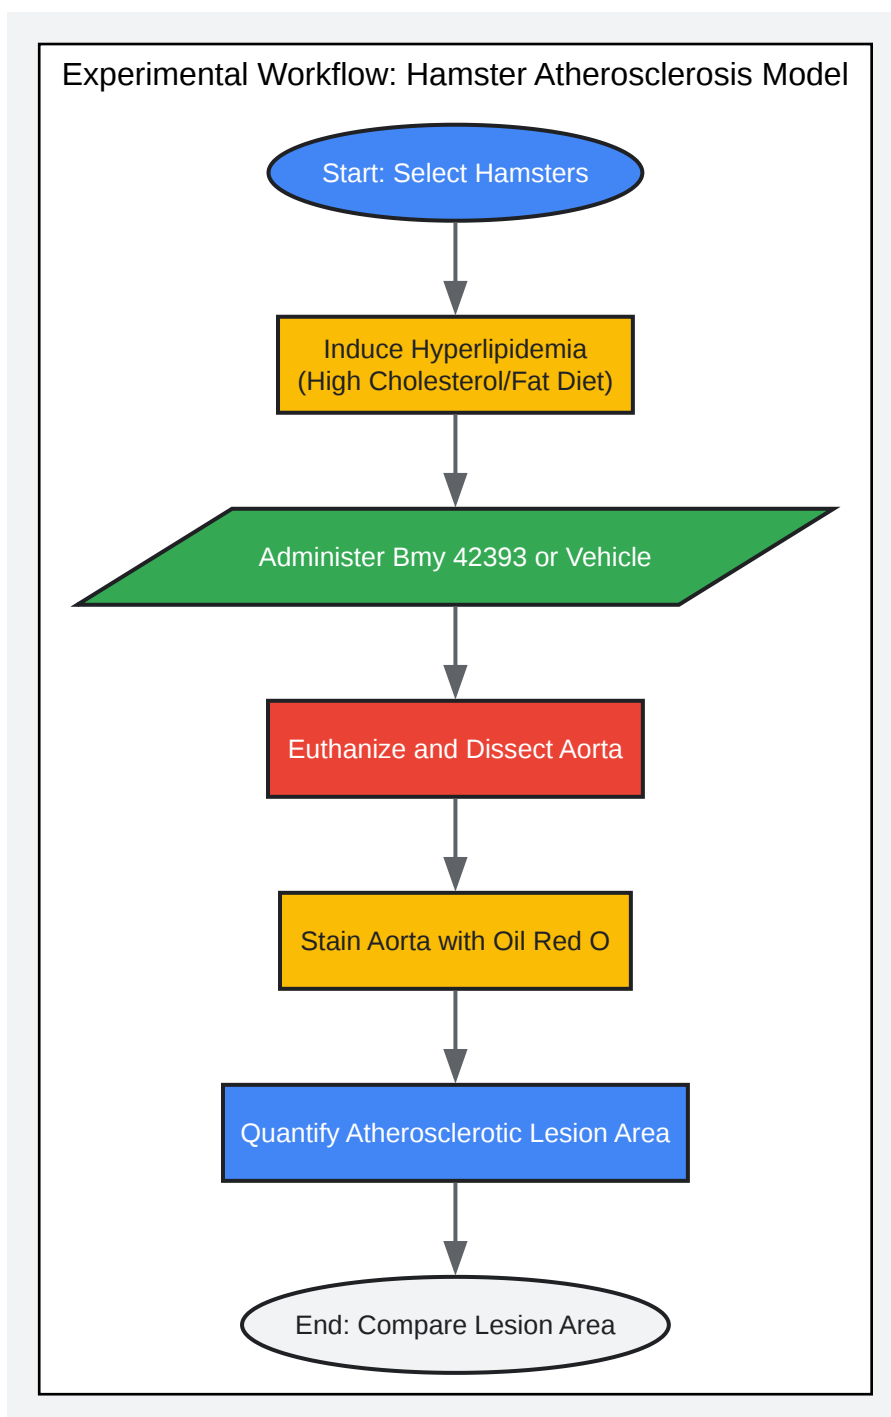 Experimental Workflow: Hamster Atherosclerosis Model
Start: Select Hamsters
Induce Hyperlipidemia
(High Cholesterol/Fat Diet)
Administer Bmy 42393 or Vehicle
Euthanize and Dissect Aorta
Stain Aorta with Oil Red O
Quantify Atherosclerotic Lesion Area
End: Compare Lesion Area